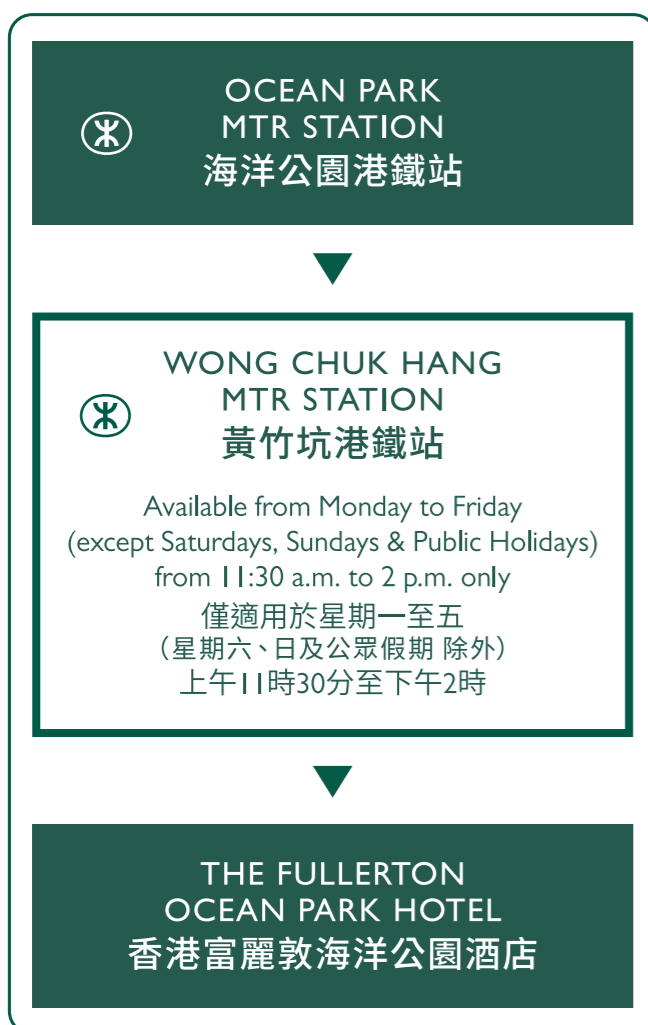 OCEAN PARK
MTR STATION
海洋公園港鐵站
WONG CHUK HANG
MTR STATION
黃竹坑港鐵站
Available from Monday to Friday
(except Saturdays, Sundays & Public Holidays)
from 11:30 a.m. to 2 p.m. only
僅適用於星期一至五
（星期六、日及公眾假期 除外）
上午11時30分至下午2時
THE FULLERTON
OCEAN PARK HOTEL
香港富麗敦海洋公園酒店